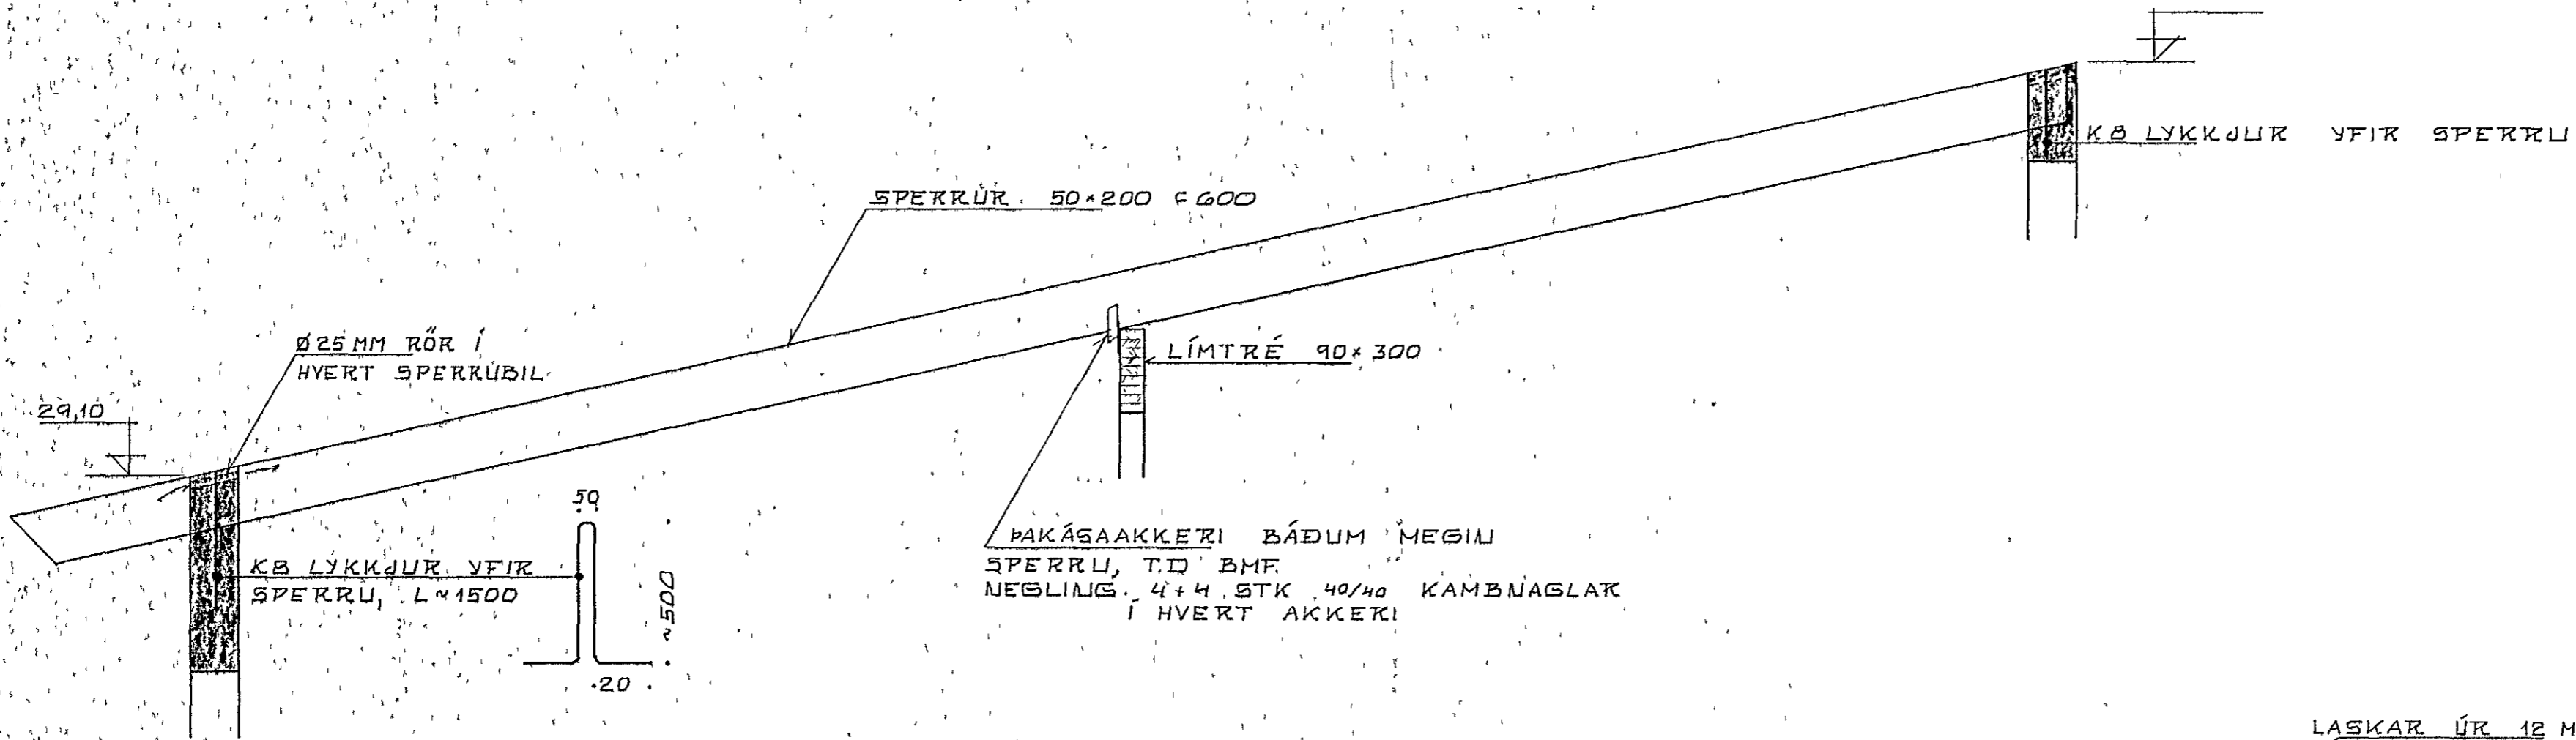 K8 LYKKJUR YFIR SPERRU
SPERRUR 50×200 C 600
Ø25 MM RÖR Í
HVERT SPERRUBIL
LÍMTRÉ 90×300
29,10
50
ÞAKÁSAAKKERI BÁÐUM MEGIN
SPERRU, T.D BMF.
NEGLING. 4+4 STK 40/40 KAMBNAGLAR
Í HVERT AKKERI
K8 LYKKJUR YFIR
SPERRU, L~1500
~500
20
LASKAR ÚR 12 M